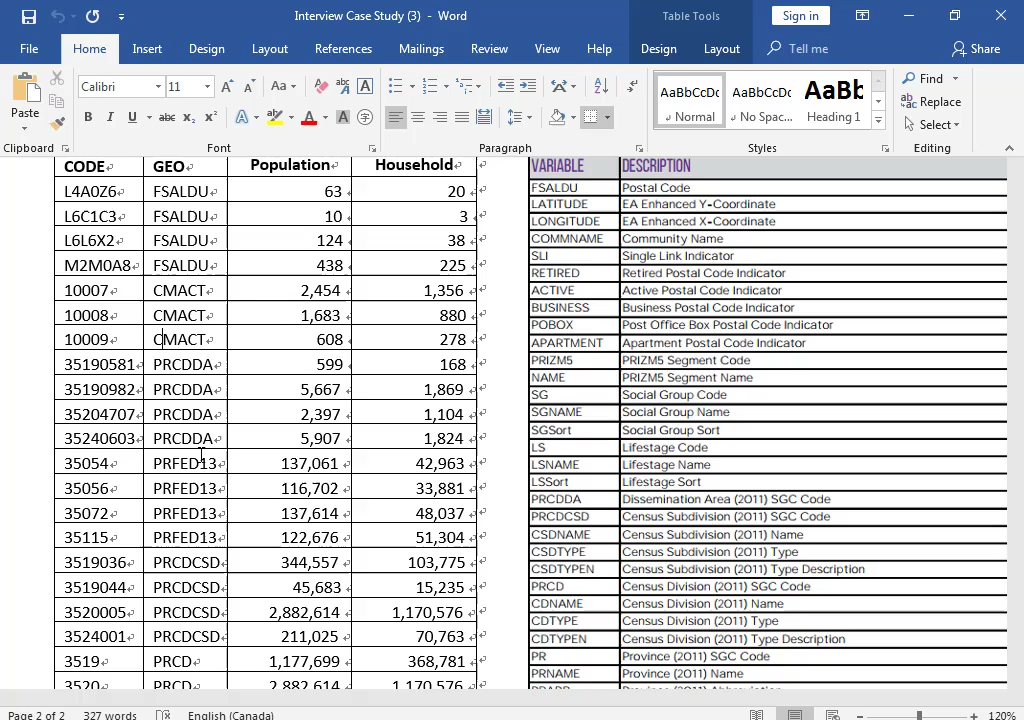 Interview Case Study (3) - Word
Table Tools
Sign in
File Home Insert Design Layout References Mailings Review View Help Design Layout Tell me Share
Paste
Calibri 11
Aa
abc
A
B I U abc x₂ x² A A A
AaBbCcDc AaBbCcDc AaBb
Normal No Spac... Heading 1
Find
Replace
Select
Clipboard Font Paragraph Styles Editing
CODE GEO Population Household
L4A0Z6 FSALDU 63 20
L6C1C3 FSALDU 10 3
L6L6X2 FSALDU 124 38
M2M0A8 FSALDU 438 225
10007 CMACT 2,454 1,356
10008 CMACT 1,683 880
10009 CMACT 608 278
35190581 PRCDDA 599 168
35190982 PRCDDA 5,667 1,869
35204707 PRCDDA 2,397 1,104
35240603 PRCDDA 5,907 1,824
35054 PRFED13 137,061 42,963
35056 PRFED13 116,702 33,881
35072 PRFED13 137,614 48,037
35115 PRFED13 122,676 51,304
3519036 PRCDCSD 344,557 103,775
3519044 PRCDCSD 45,683 15,235
3520005 PRCDCSD 2,882,614 1,170,576
3524001 PRCDCSD 211,025 70,763
3519 PRCD 1,177,699 368,781
3520 PRCD 2,882,614 1,170,576
VARIABLE DESCRIPTION
FSALDU Postal Code
LATITUDE EA Enhanced Y-Coordinate
LONGITUDE EA Enhanced X-Coordinate
COMMNAME Community Name
SLI Single Link Indicator
RETIRED Retired Postal Code Indicator
ACTIVE Active Postal Code Indicator
BUSINESS Business Postal Code Indicator
POBOX Post Office Box Postal Code Indicator
APARTMENT Apartment Postal Code Indicator
PRIZM5 PRIZM5 Segment Code
NAME PRIZM5 Segment Name
SG Social Group Code
SGNAME Social Group Name
SGSort Social Group Sort
LS Lifestage Code
LSNAME Lifestage Name
LSSort Lifestage Sort
PRCDDA Dissemination Area (2011) SGC Code
PRCDCSD Census Subdivision (2011) SGC Code
CSDNAME Census Subdivision (2011) Name
CSDTYPE Census Subdivision (2011) Type
CSDTYPEN Census Subdivision (2011) Type Description
PRCD Census Division (2011) SGC Code
CDNAME Census Division (2011) Name
CDTYPE Census Division (2011) Type
CDTYPEN Census Division (2011) Type Description
PR Province (2011) SGC Code
PRNAME Province (2011) Name
Page 2 of 2 327 words English (Canada) 120%